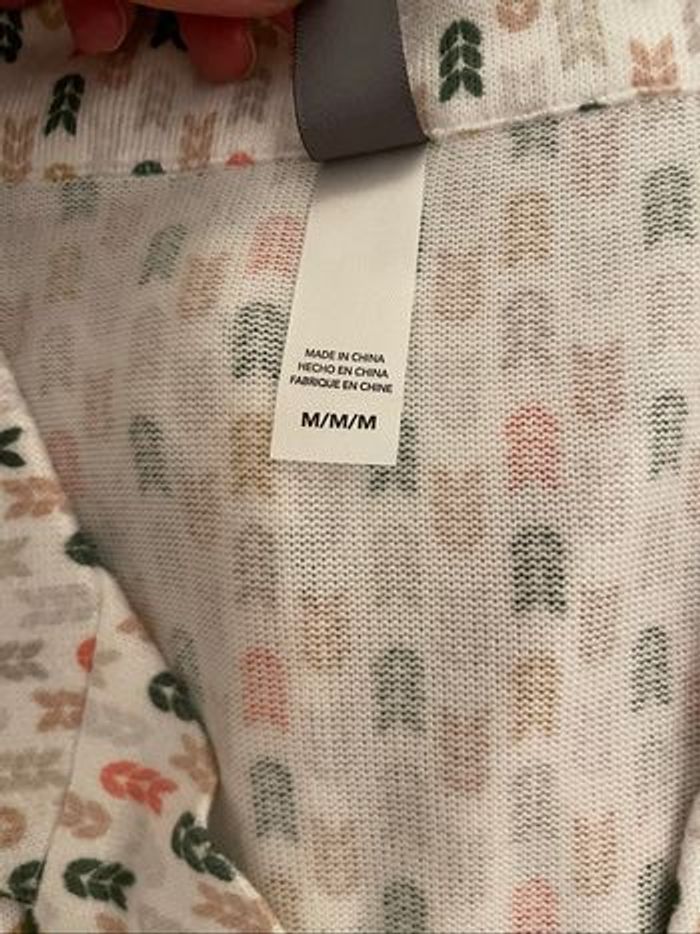 MADE IN CHINA
HECHO EN CHINA
FABRIQUE EN CHINE
M/M/M